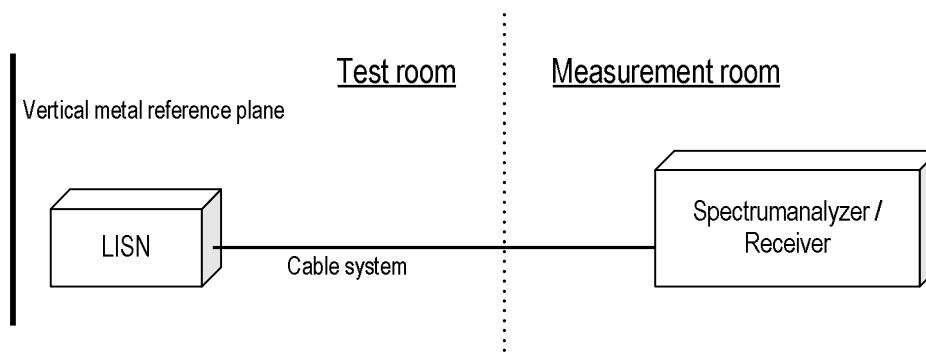 Test room
Measurement room
Vertical metal reference plane
LISN
Cable system
Spectrumanalyzer /
Receiver